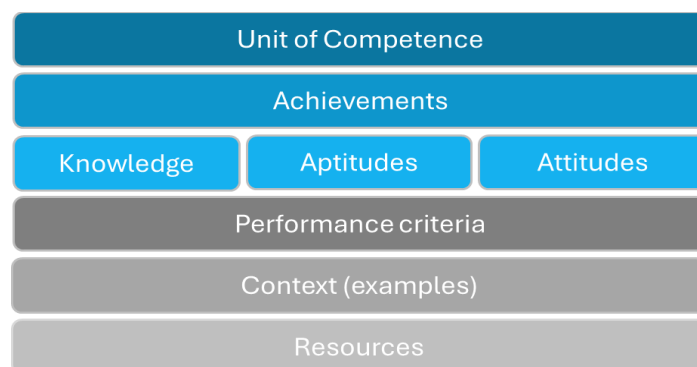 Unit of Competence
Achievements
Knowledge Aptitudes Attitudes
Performance criteria
Context (examples)
Resources